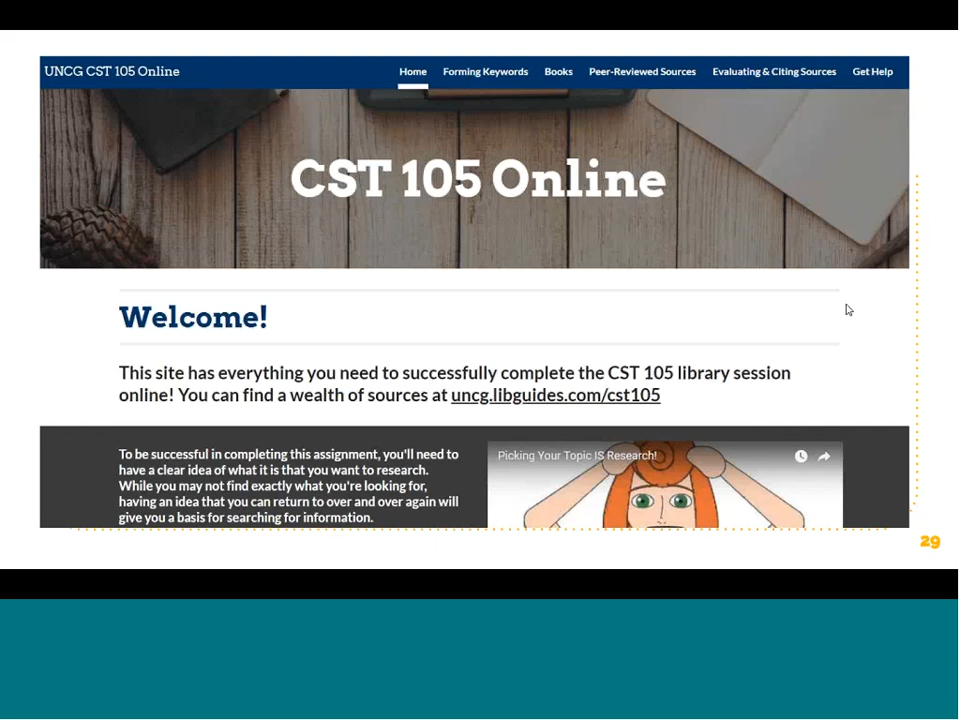 UNCG CST 105 Online
Home Forming Keywords Books Peer-Reviewed Sources Evaluating & Citing Sources Get Help
CST 105 Online
Welcome!
This site has everything you need to successfully complete the CST 105 library session
online! You can find a wealth of sources at uncg.libguides.com/cst105
To be successful in completing this assignment, you'll need to
have a clear idea of what it is that you want to research.
While you may not find exactly what you're looking for,
having an idea that you can return to over and over again will
give you a basis for searching for information.
Picking Your Topic IS Research!
29